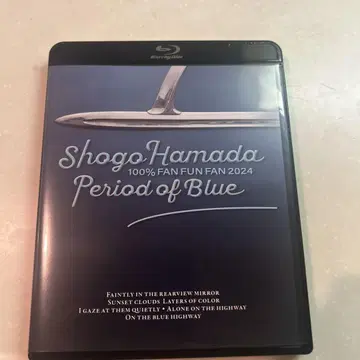 Blu-ray Disc
Shogo Hamada
100% FAN FUN FAN 2024
Period of Blue
FAINTLY IN THE REARVIEW MIRROR
SUNSET CLOUDS LAYERS OF COLOR
I GAZE AT THEM QUIETLY • ALONE ON THE HIGHWAY
ON THE BLUE HIGHWAY